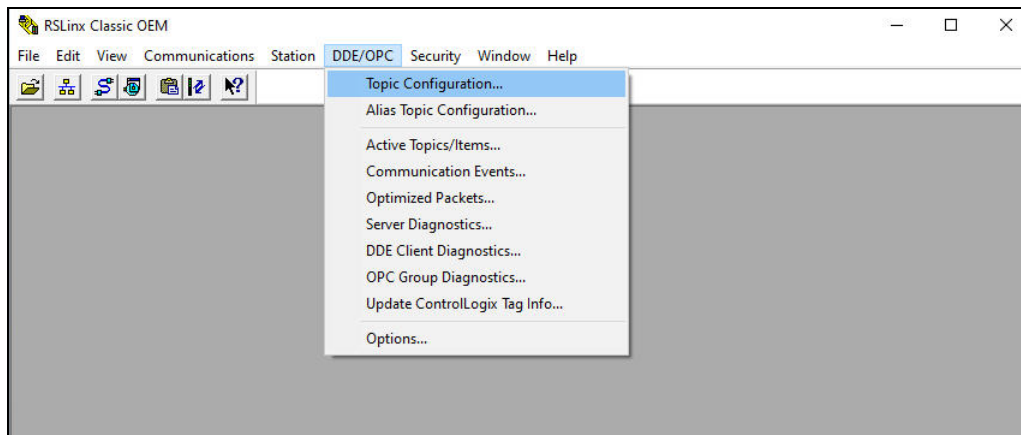 RSLinx Classic OEM
File Edit View Communications Station DDE/OPC Security Window Help
Topic Configuration...
Alias Topic Configuration...
Active Topics/Items...
Communication Events...
Optimized Packets...
Server Diagnostics...
DDE Client Diagnostics...
OPC Group Diagnostics...
Update ControlLogix Tag Info...
Options...